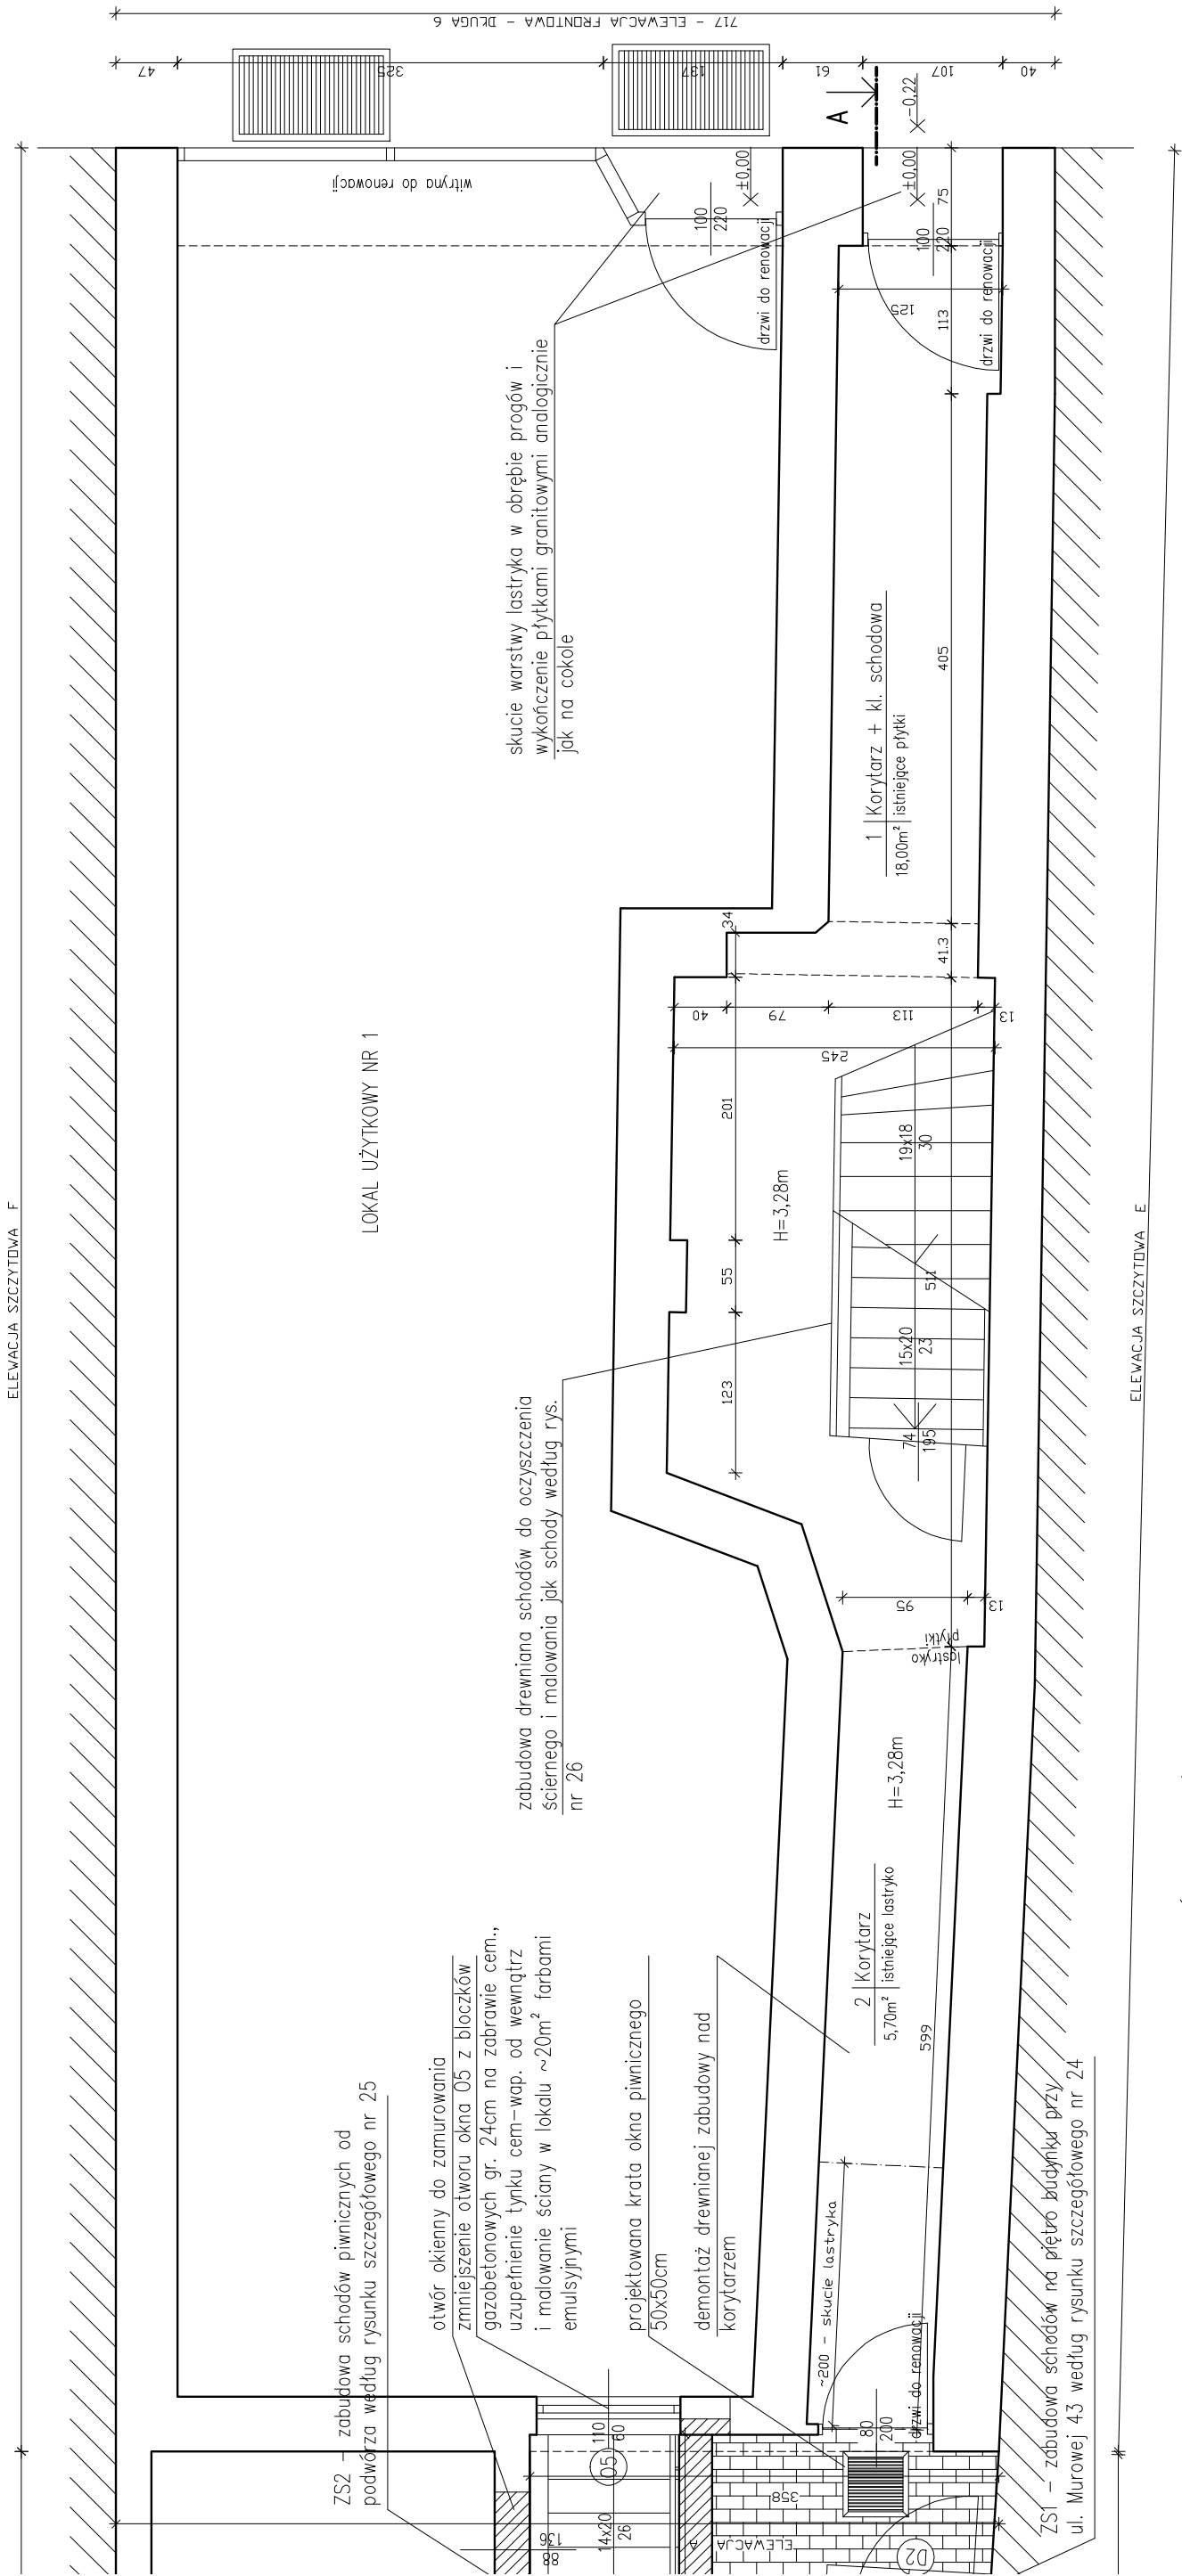 ELEWACJA SZCZYTOWA F
717 - ELEWACJA FRONTOWA - DŁUGA 6
47
325
137
61
107
40
witryna do renowacji
100
220
±0,00
drzwi do renowacji
A
-0,22
±0,00
75
100
220
drzwi do renowacji
125
113
skucie warstwy lastryka w obrębie progów i
wykończenie płytkami granitowymi analogicznie
jak na cokole
405
1 Korytarz + kl. schodowa
18,00m² istniejące płytki
34
41.3
40
79
113
13
245
LOKAL UŻYTKOWY NR 1
201
55
123
H=3,28m
19x18
30
511
15x20
23
74
195
zabudowa drewniana schodów do oczyszczenia
ściernego i malowania jak schody według rys.
nr 26
95
13
płytki
lastryko
H=3,28m
2 Korytarz
5,70m² istniejące lastryko
599
~200 - skucie lastryka
drzwi do renowacji
80
200
ZS2 - zabudowa schodów piwnicznych od
podwórza według rysunku szczegółowego nr 25
otwór okienny do zamurowania
zmniejszenie otworu okna O5 z bloczków
gazobetonowych gr. 24cm na zabrawie cem.,
uzupełnienie tynku cem-wap. od wewnątrz
i malowanie ściany w lokalu ~20m² farbami
emulsyjnymi
projektowana krata okna piwnicznego
50x50cm
demontaż drewnianej zabudowy nad
korytarzem
O5
110
60
14x20
26
136
88
358
ELEWACJA A
D2
ZS1 - zabudowa schodów na piętro budynku przy
ul. Murowej 43 według rysunku szczegółowego nr 24
ELEWACJA SZCZYTOWA E